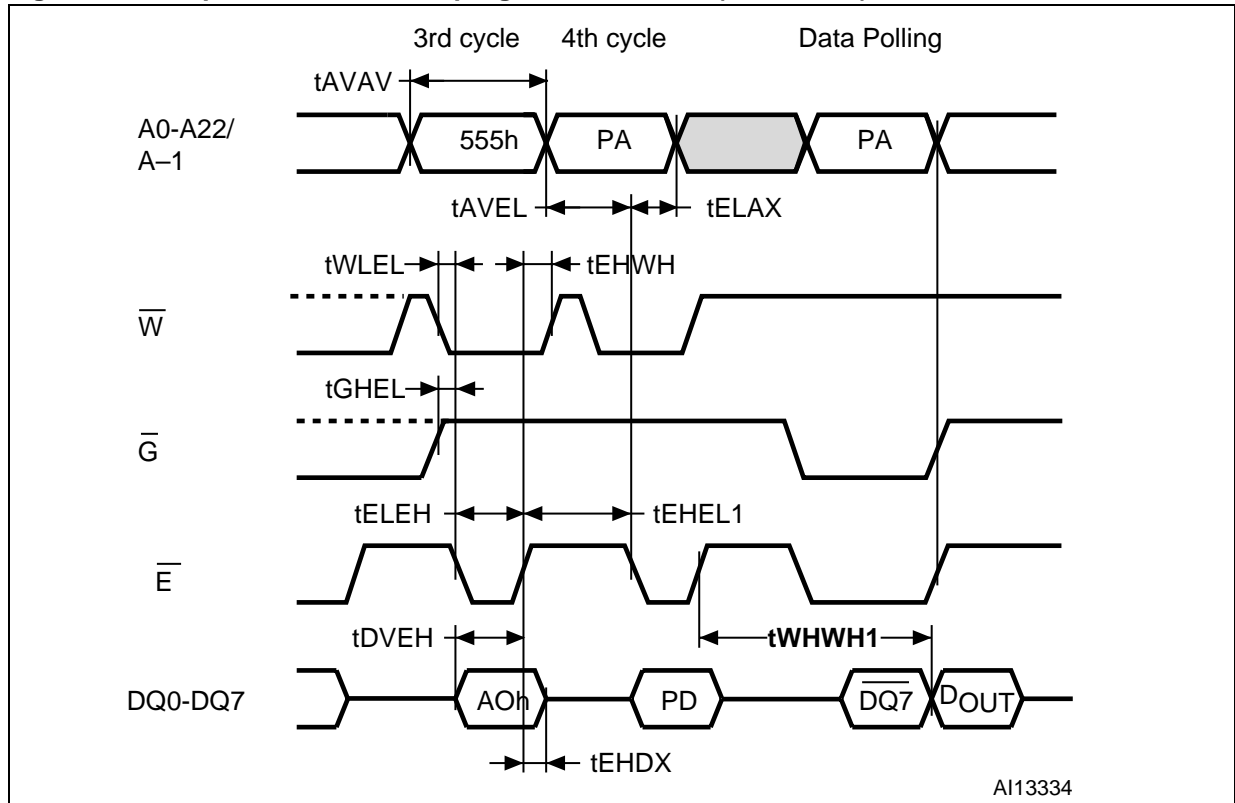 3rd cycle 4th cycle Data Polling
tAVAV
A0-A22/
A–1
555h PA PA
tAVEL tELAX
tWLEL tEHWH
W
tGHEL
G
tELEH tEHEL1
E
tDVEH tWHWH1
DQ0-DQ7 AOh PD DQ7 DOUT
tEHDX
AI13334